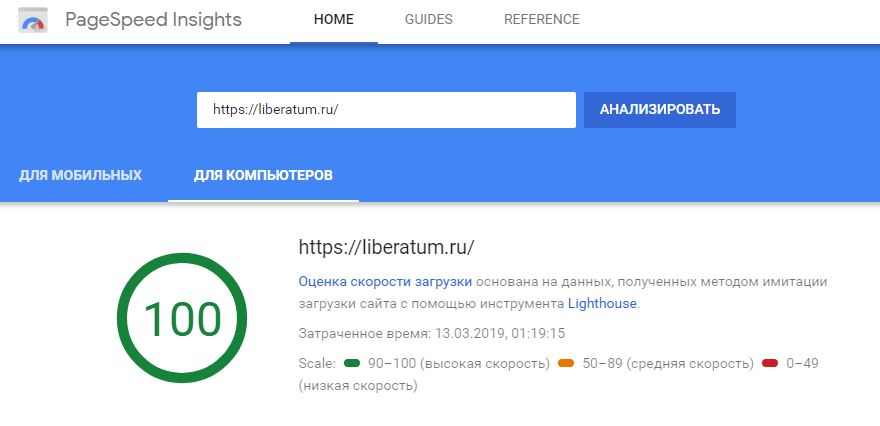 PageSpeed Insights HOME GUIDES REFERENCE
https://liberatum.ru/ АНАЛИЗИРОВАТЬ
ДЛЯ МОБИЛЬНЫХ ДЛЯ КОМПЬЮТЕРОВ
100
https://liberatum.ru/
Оценка скорости загрузки основана на данных, полученных методом имитации
загрузки сайта с помощью инструмента Lighthouse.
Затраченное время: 13.03.2019, 01:19:15
Scale: 90–100 (высокая скорость) 50–89 (средняя скорость) 0–49
(низкая скорость)